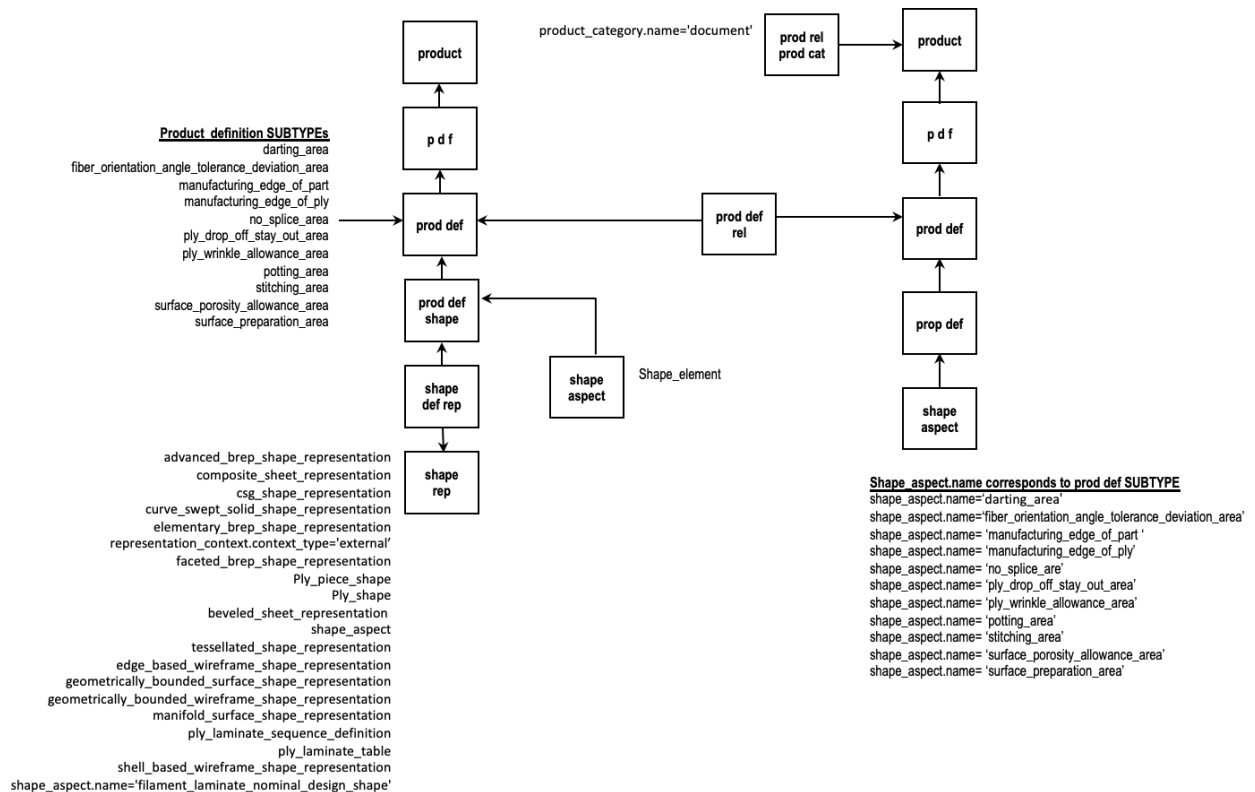 product_category.name='document'
prod rel
prod cat
product
product
p d f
p d f
Product definition SUBTYPEs
darting_area
fiber_orientation_angle_tolerance_deviation_area
manufacturing_edge_of_part
manufacturing_edge_of_ply
no_splice_area
ply_drop_off_stay_out_area
ply_wrinkle_allowance_area
potting_area
stitching_area
surface_porosity_allowance_area
surface_preparation_area
prod def
prod def
rel
prod def
prod def
shape
prop def
shape
def rep
shape
aspect
Shape_element
shape
aspect
shape
rep
advanced_brep_shape_representation
composite_sheet_representation
csg_shape_representation
curve_swept_solid_shape_representation
elementary_brep_shape_representation
representation_context.context_type='external’
faceted_brep_shape_representation
Ply_piece_shape
Ply_shape
beveled_sheet_representation
shape_aspect
tessellated_shape_representation
edge_based_wireframe_shape_representation
geometrically_bounded_surface_shape_representation
geometrically_bounded_wireframe_shape_representation
manifold_surface_shape_representation
ply_laminate_sequence_definition
ply_laminate_table
shell_based_wireframe_shape_representation
shape_aspect.name='filament_laminate_nominal_design_shape'
Shape_aspect.name corresponds to prod def SUBTYPE
shape_aspect.name=‘darting_area’
shape_aspect.name=‘fiber_orientation_angle_tolerance_deviation_area’
shape_aspect.name= ‘manufacturing_edge_of_part ‘
shape_aspect.name= ‘manufacturing_edge_of_ply’
shape_aspect.name= ‘no_splice_are’
shape_aspect.name= ‘ply_drop_off_stay_out_area’
shape_aspect.name= ‘ply_wrinkle_allowance_area’
shape_aspect.name= ‘potting_area’
shape_aspect.name= ‘stitching_area’
shape_aspect.name= ‘surface_porosity_allowance_area’
shape_aspect.name= ‘surface_preparation_area’